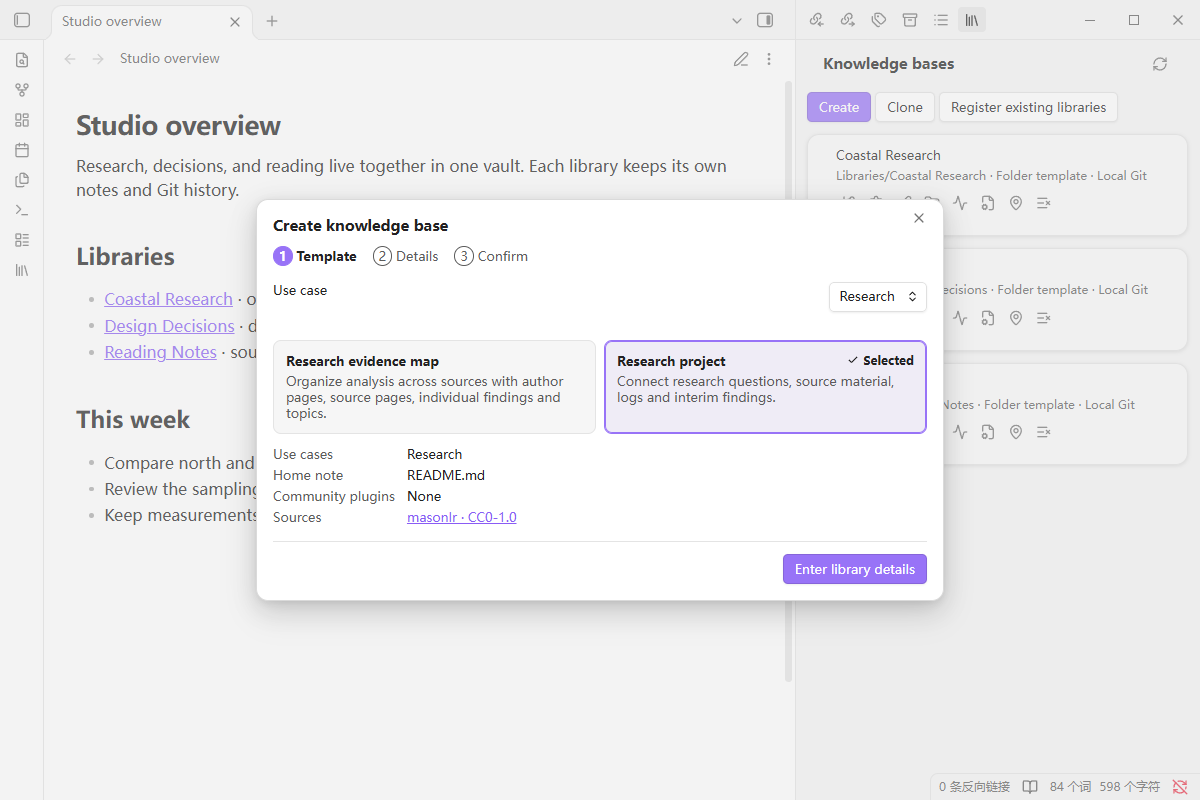 Studio overview
Studio overview
Studio overview
Research, decisions, and reading live together in one vault. Each library keeps its own
notes and Git history.
Libraries
Coastal Research · o
Design Decisions · d
Reading Notes · sou
This week
Compare north and
Review the sampling
Keep measurements
Knowledge bases
Create
Clone
Register existing libraries
Coastal Research
Libraries/Coastal Research · Folder template · Local Git
ecisions · Folder template · Local Git
Notes · Folder template · Local Git
Create knowledge base
1 Template
2 Details
3 Confirm
Use case
Research
Research evidence map
Organize analysis across sources with author
pages, source pages, individual findings and
topics.
Research project
Selected
Connect research questions, source material,
logs and interim findings.
Use cases Research
Home note README.md
Community plugins None
Sources masonlr · CC0-1.0
Enter library details
0 条反向链接 84 个词 598 个字符